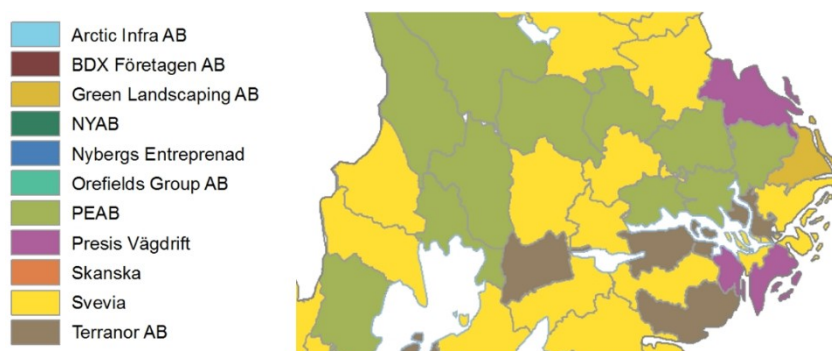 Arctic Infra AB
BDX Företagen AB
Green Landscaping AB
NYAB
Nybergs Entreprenad
Orefields Group AB
PEAB
Presis Vägdrift
Skanska
Svevia
Terranor AB